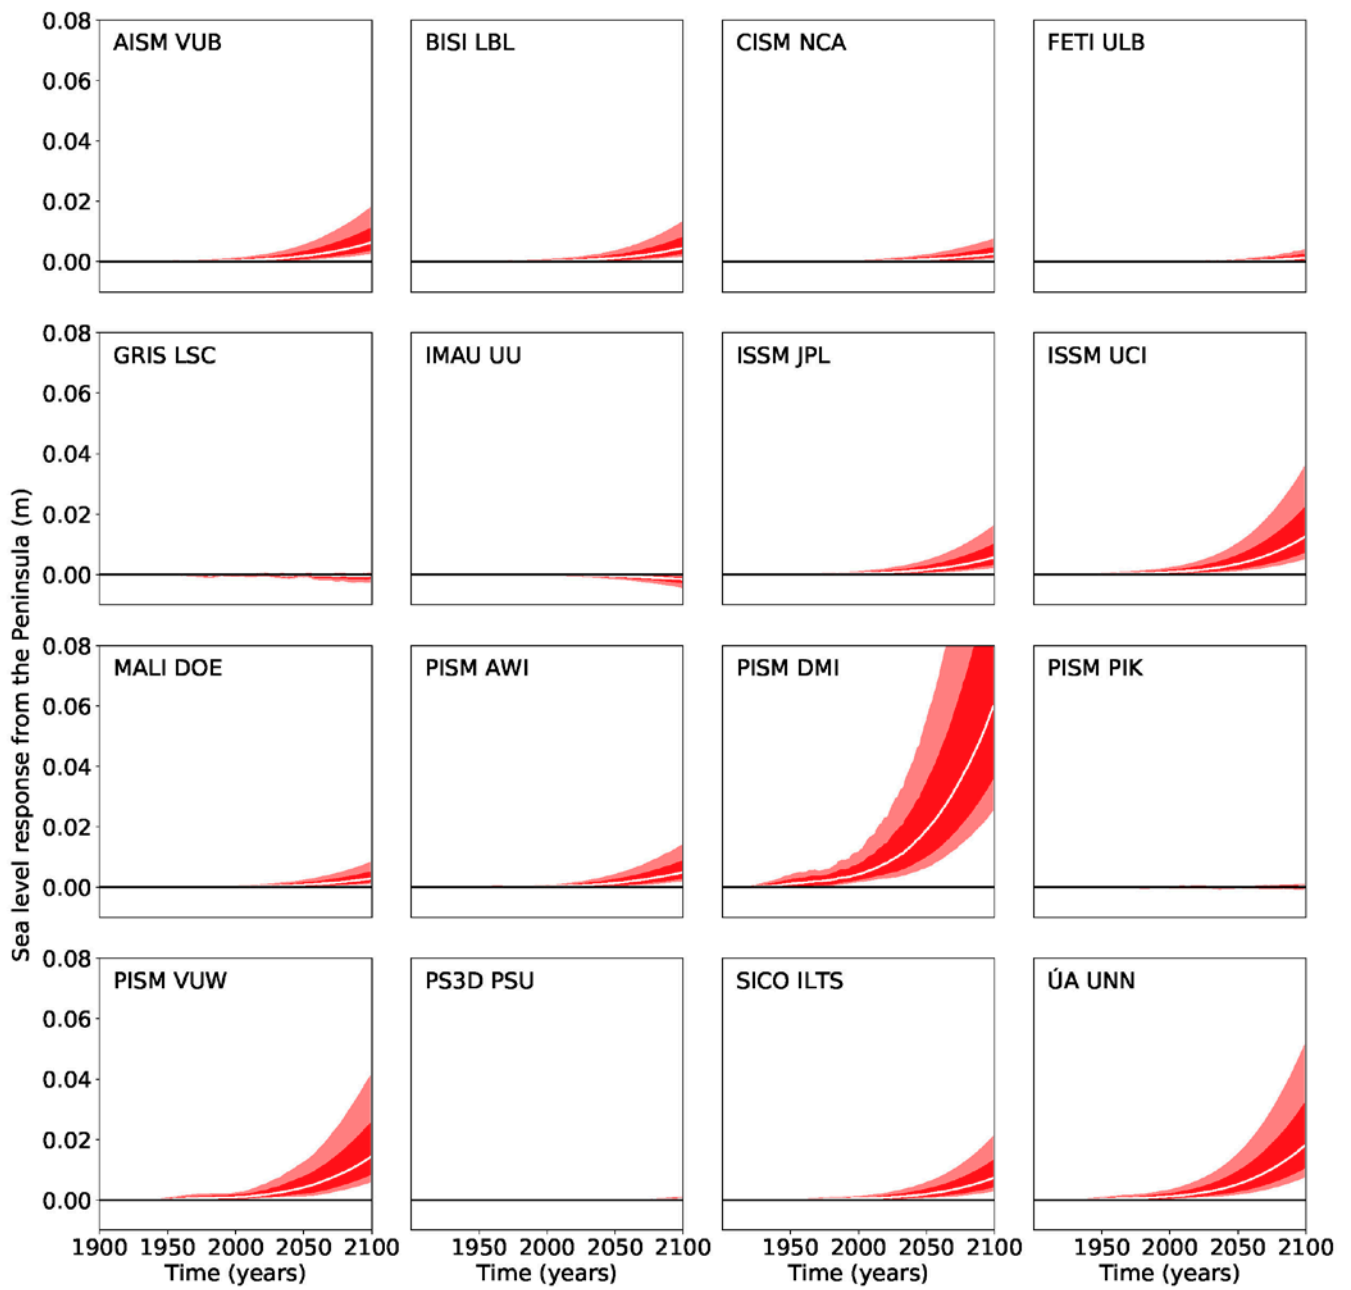 Sea level response from the Peninsula (m)
0.08
0.06
0.04
0.02
0.00
AISM VUB
BISI LBL
CISM NCA
FETI ULB
0.08
0.06
0.04
0.02
0.00
GRIS LSC
IMAU UU
ISSM JPL
ISSM UCI
0.08
0.06
0.04
0.02
0.00
MALI DOE
PISM AWI
PISM DMI
PISM PIK
0.08
0.06
0.04
0.02
0.00
PISM VUW
PS3D PSU
SICO ILTS
ÚA UNN
1900 1950 2000 2050 2100
1950 2000 2050 2100
1950 2000 2050 2100
1950 2000 2050 2100
Time (years)
Time (years)
Time (years)
Time (years)